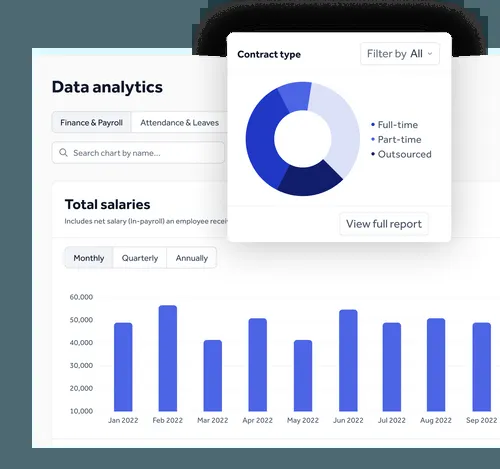 Contract type
Filter by All
Full-time
Part-time
Outsourced
View full report
Data analytics
Finance & Payroll
Attendance & Leaves
Search chart by name...
Total salaries
Includes net salary (In-payroll) an employee
Monthly
Quarterly
Annually
60,000
50,000
40,000
30,000
20,000
10,000
Jan 2022
Feb 2022
Mar 2022
Apr 2022
May 2022
Jun 2022
Jul 2022
Aug 2022
Sep 2022